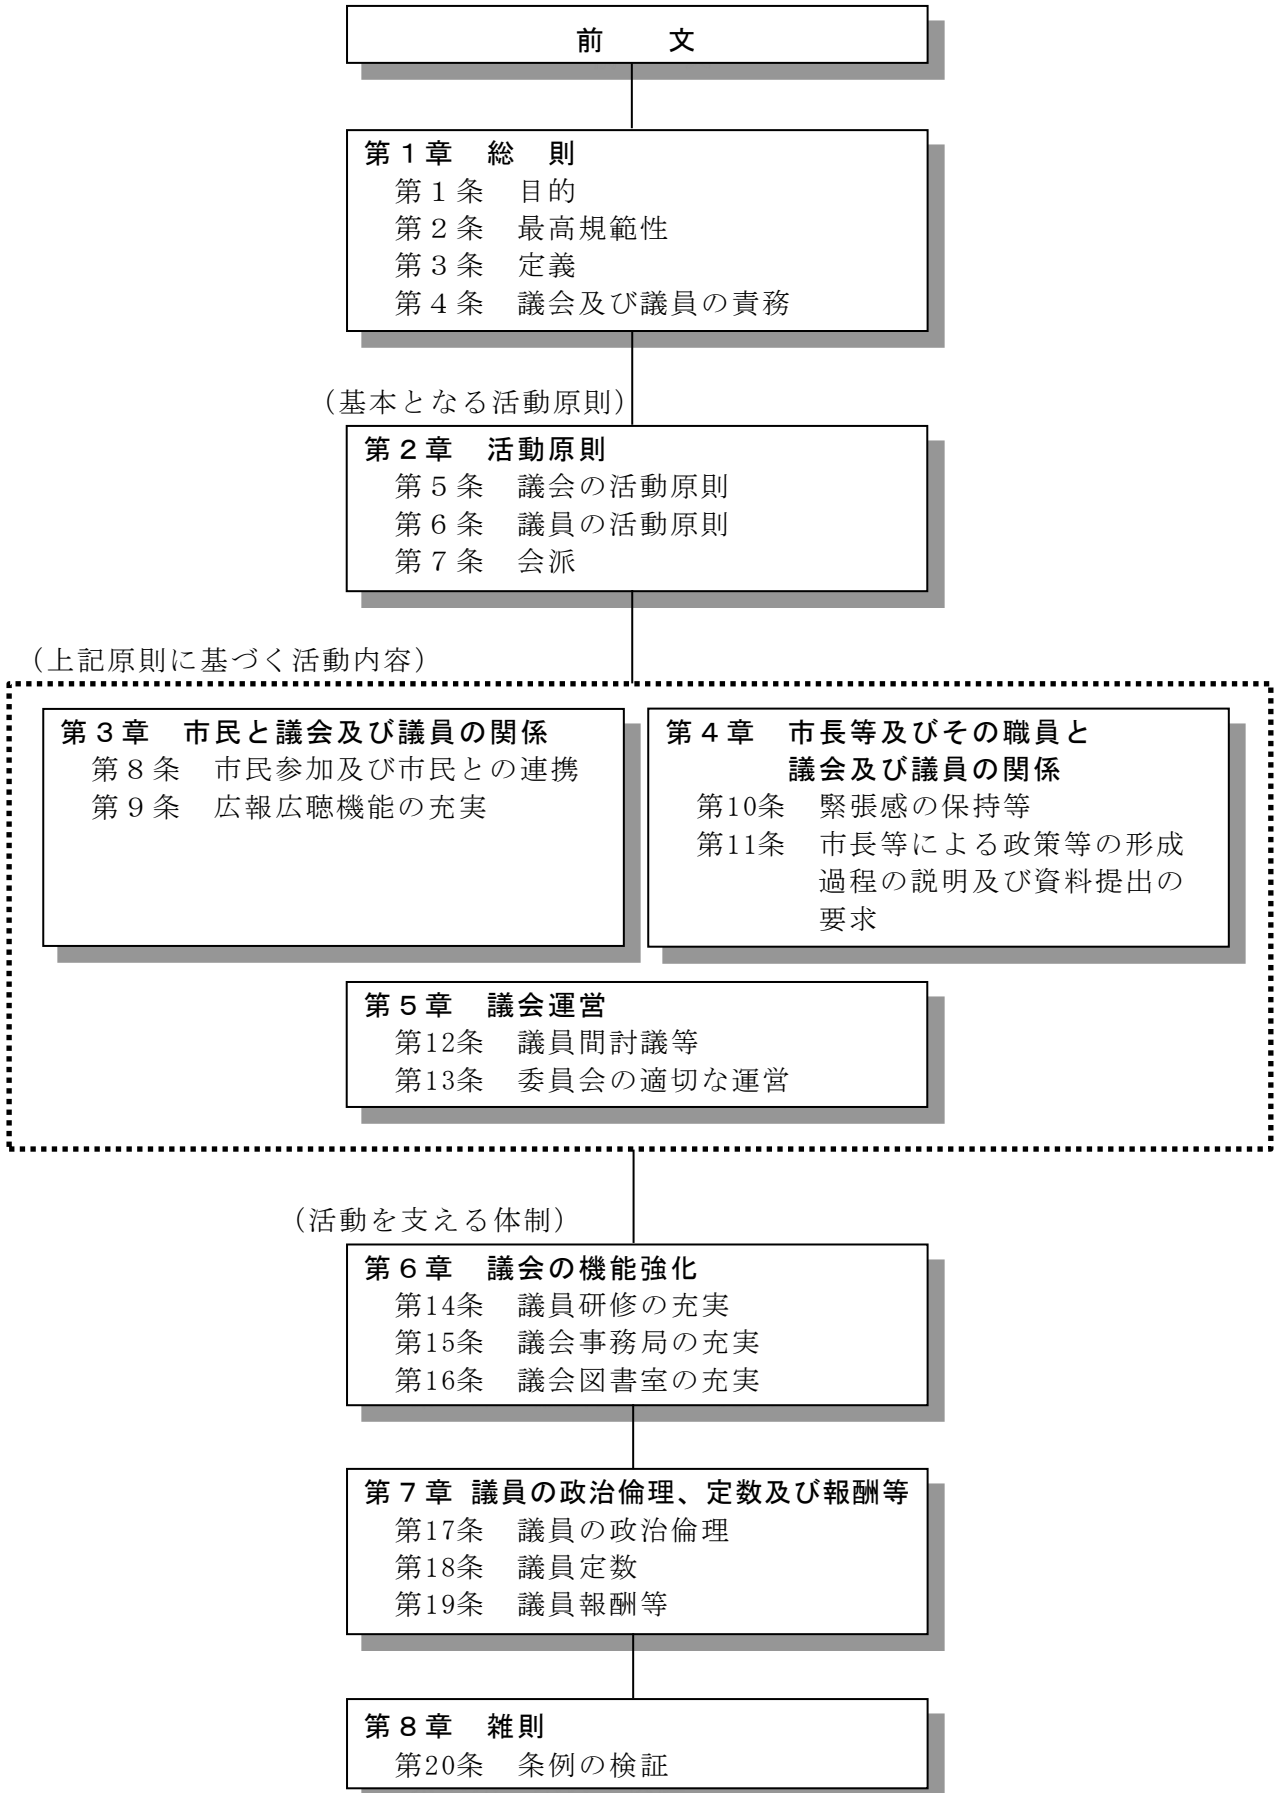 前　　文
第１章　総　則
第１条　目的
第２条　最高規範性
第３条　定義
第４条　議会及び議員の責務
（基本となる活動原則）
第２章　活動原則
第５条　議会の活動原則
第６条　議員の活動原則
第７条　会派
（上記原則に基づく活動内容）
第３章　市民と議会及び議員の関係
第８条　市民参加及び市民との連携
第９条　広報広聴機能の充実
第４章　市長等及びその職員と
議会及び議員の関係
第10条　緊張感の保持等
第11条　市長等による政策等の形成
過程の説明及び資料提出の
要求
第５章　議会運営
第12条　議員間討議等
第13条　委員会の適切な運営
（活動を支える体制）
第６章　議会の機能強化
第14条　議員研修の充実
第15条　議会事務局の充実
第16条　議会図書室の充実
第７章 議員の政治倫理、定数及び報酬等
第17条　議員の政治倫理
第18条　議員定数
第19条　議員報酬等
第８章　雑則
第20条　条例の検証